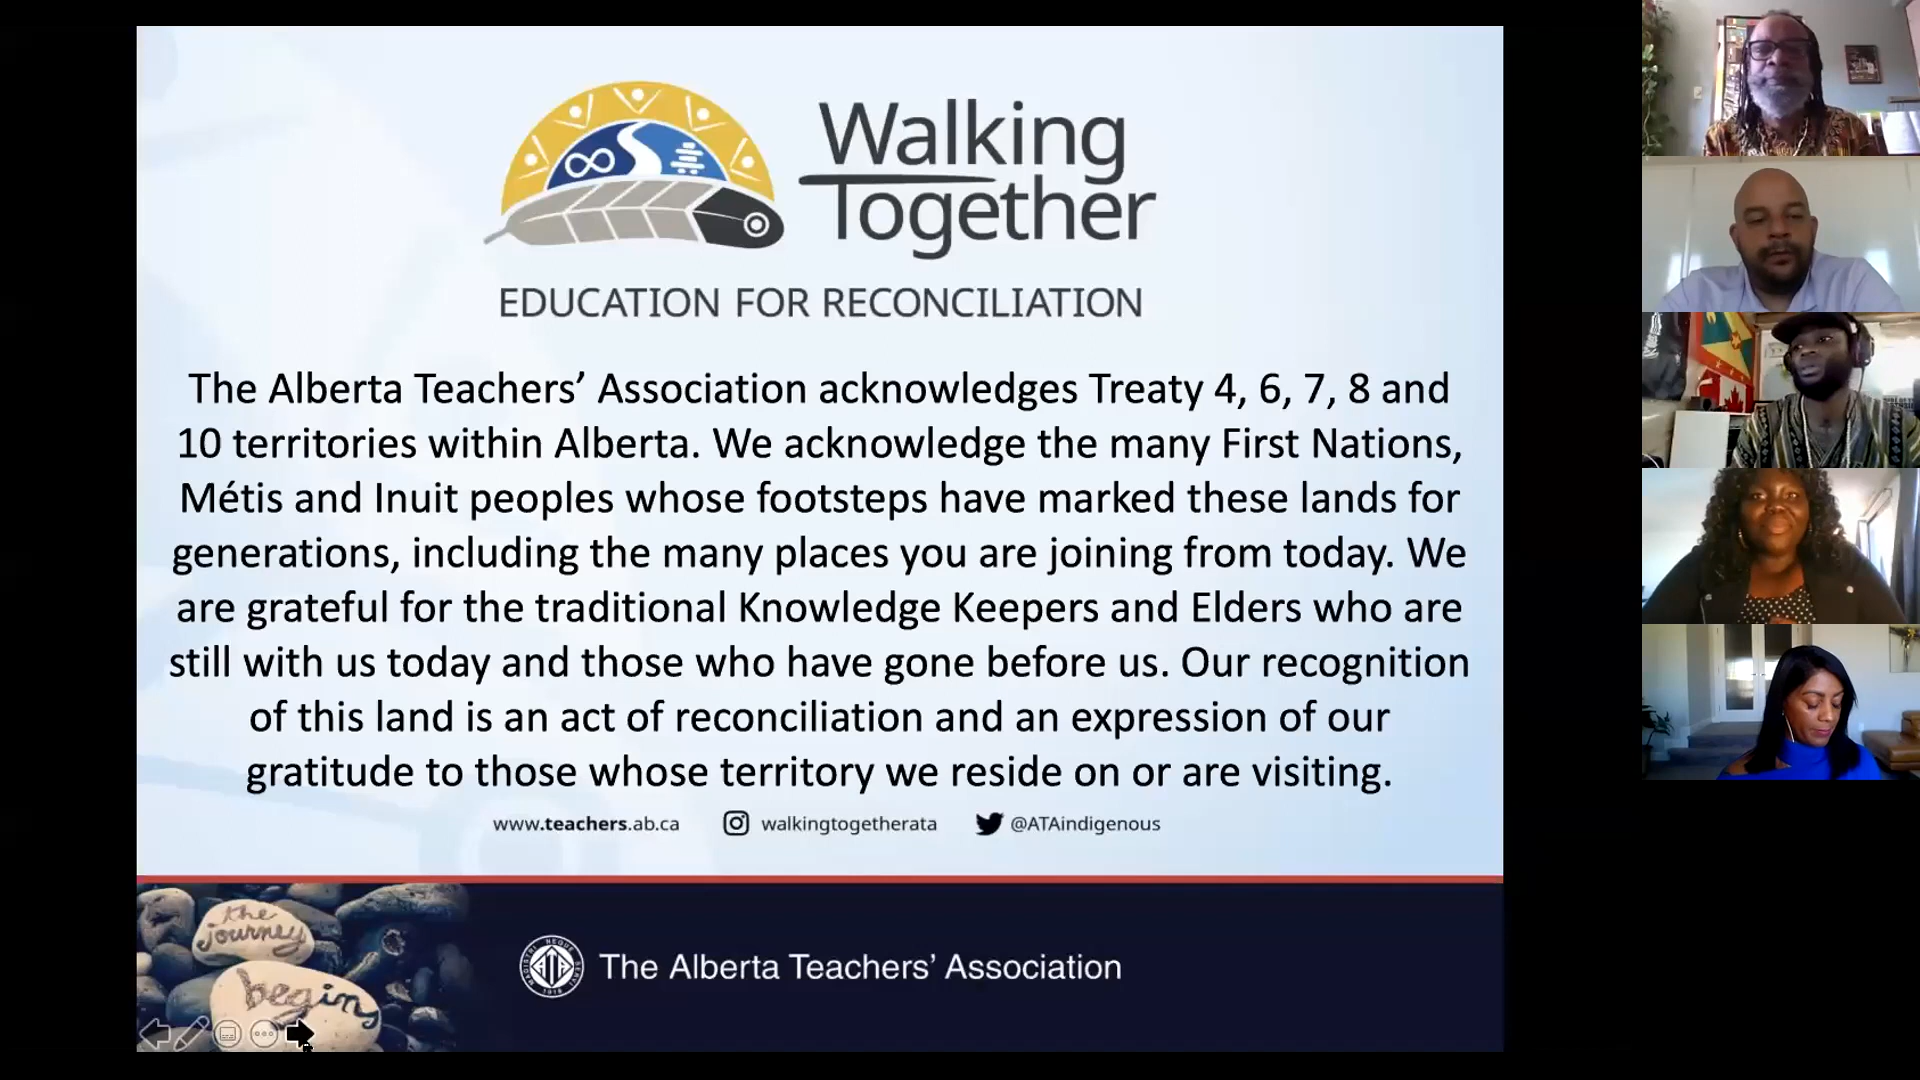 Walking
Together
EDUCATION FOR RECONCILIATION
The Alberta Teachers’ Association acknowledges Treaty 4, 6, 7, 8 and
10 territories within Alberta. We acknowledge the many First Nations,
Métis and Inuit peoples whose footsteps have marked these lands for
generations, including the many places you are joining from today. We
are grateful for the traditional Knowledge Keepers and Elders who are
still with us today and those who have gone before us. Our recognition
of this land is an act of reconciliation and an expression of our
gratitude to those whose territory we reside on or are visiting.
www.teachers.ab.ca walkingtogetherata @ATAindigenous
the
journey
begin
ATA
The Alberta Teachers’ Association